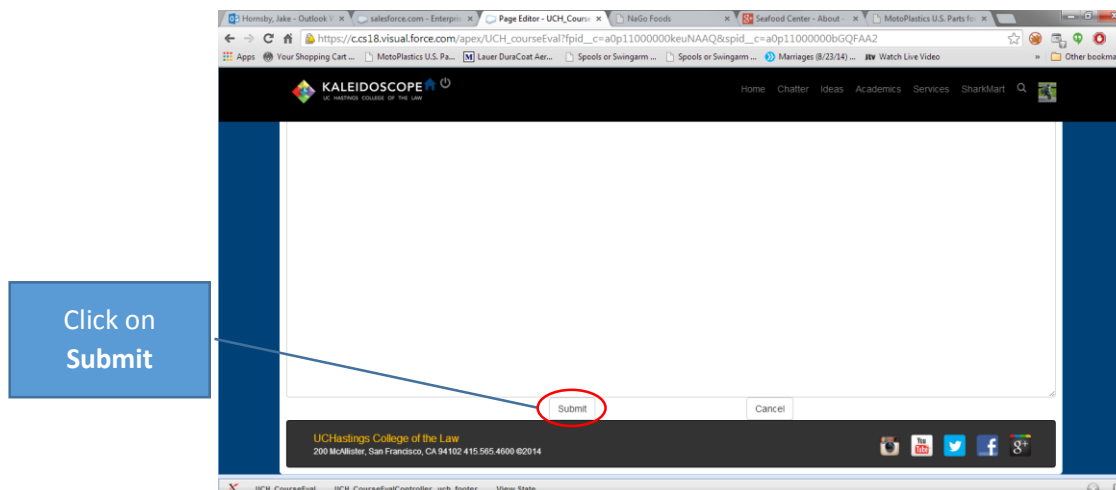 Hornsby, Jake - Outlook
salesforce.com - Enterpri
Page Editor - UCH_Course
NaGo Foods
Seafood Center - About -
MotoPlastics U.S. Parts for
https://c.cs18.visual.force.com/apex/UCH_courseEval?fpid__c=a0p11000000keuNAAQ&spid__c=a0p11000000bGQFAA2
Apps Your Shopping Cart ... MotoPlastics U.S. Pa... Lauer DuraCoat Aer... Spools or Swingarm ... Spools or Swingarm ... Marriages (8/23/14) ... Watch Live Video » Other bookma
KALEIDOSCOPE
UC HASTINGS COLLEGE OF THE LAW
Home Chatter Ideas Academics Services SharkMart
Click on
Submit
Submit Cancel
UCHastings College of the Law
200 McAllister, San Francisco, CA 94102 415.565.4600 ©2014
You
Tube
g+
UCH_CourseEval UCH_CourseEvalController uch_footer View State